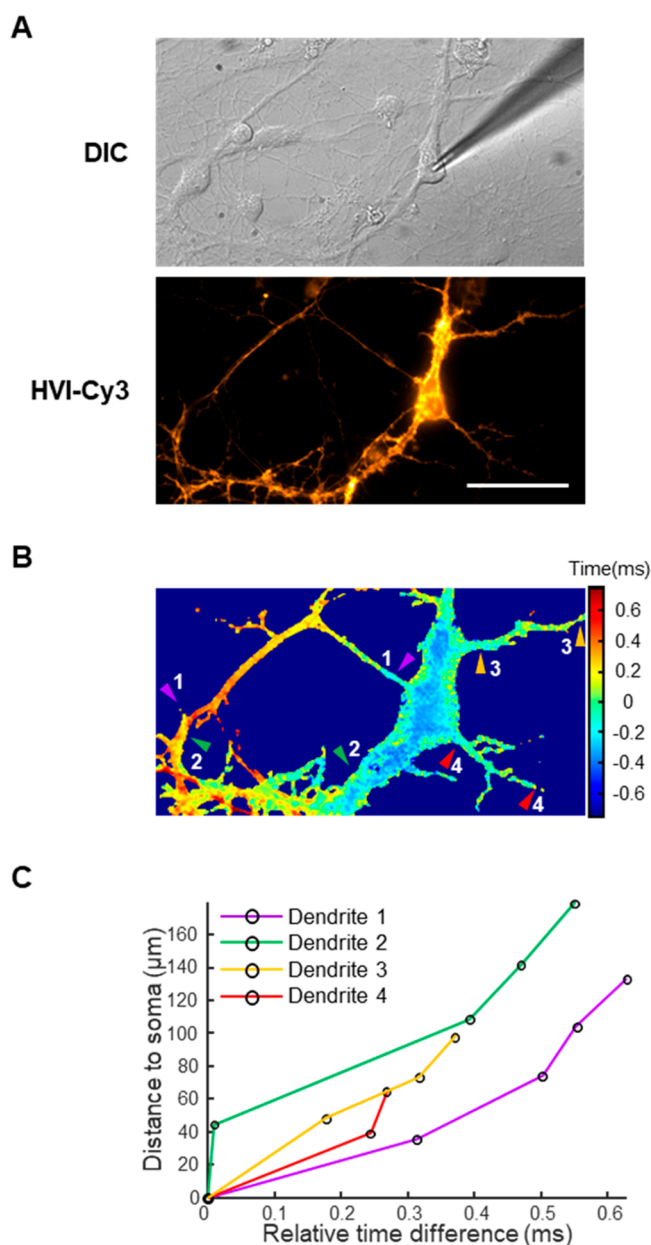 A
DIC
HVI-Cy3
B
Time(ms)
0.6
0.4
0.2
0
-0.2
-0.4
-0.6
1
1
2
2
3
3
4
4
C
Distance to soma (µm)
160
140
120
100
80
60
40
20
0
Dendrite 1
Dendrite 2
Dendrite 3
Dendrite 4
0 0.1 0.2 0.3 0.4 0.5 0.6
Relative time difference (ms)